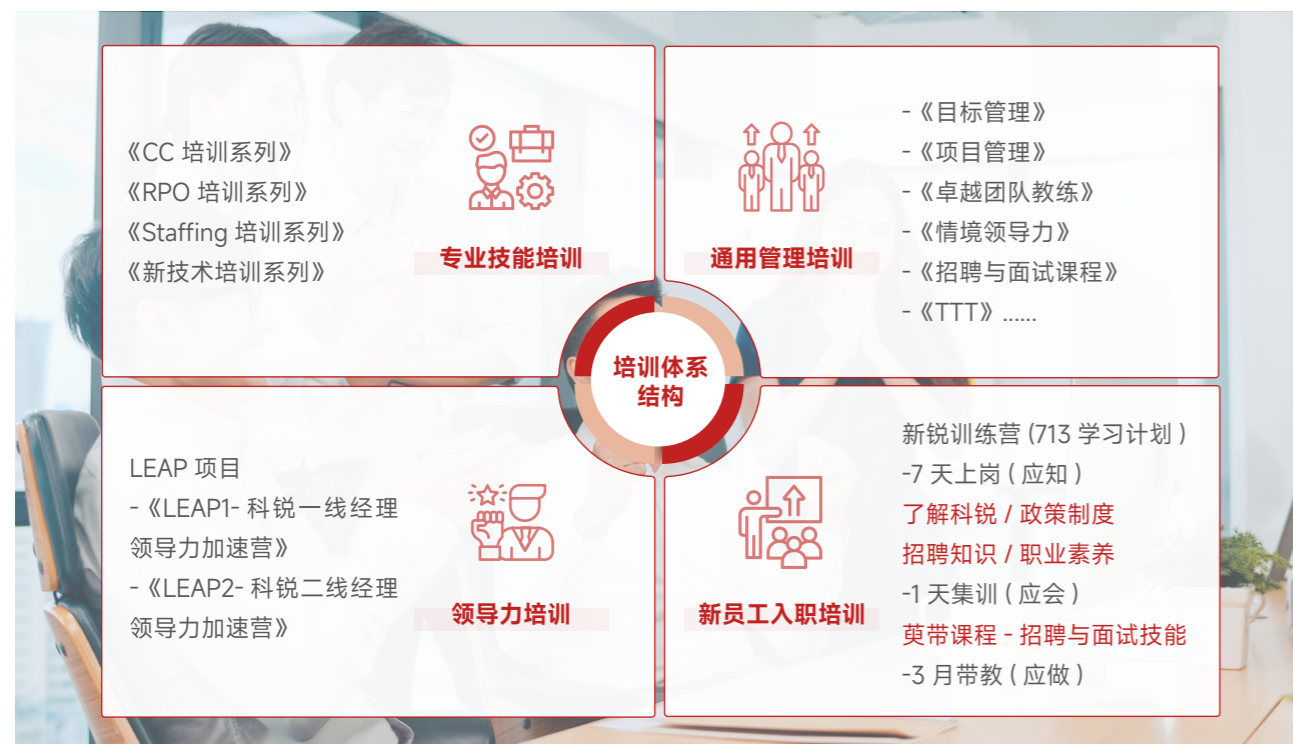 《CC 培训系列》
《RPO 培训系列》
《Staffing 培训系列》
《新技术培训系列》
专业技能培训
通用管理培训
-《目标管理》
-《项目管理》
-《卓越团队教练》
-《情境领导力》
-《招聘与面试课程》
-《TTT》......
培训体系
结构
LEAP 项目
-《LEAP1- 科锐一线经理
领导力加速营》
-《LEAP2- 科锐二线经理
领导力加速营》
领导力培训
新员工入职培训
新锐训练营 (713 学习计划 )
-7 天上岗 ( 应知 )
了解科锐 / 政策制度
招聘知识 / 职业素养
-1 天集训 ( 应会 )
萸带课程 - 招聘与面试技能
-3 月带教 ( 应做 )